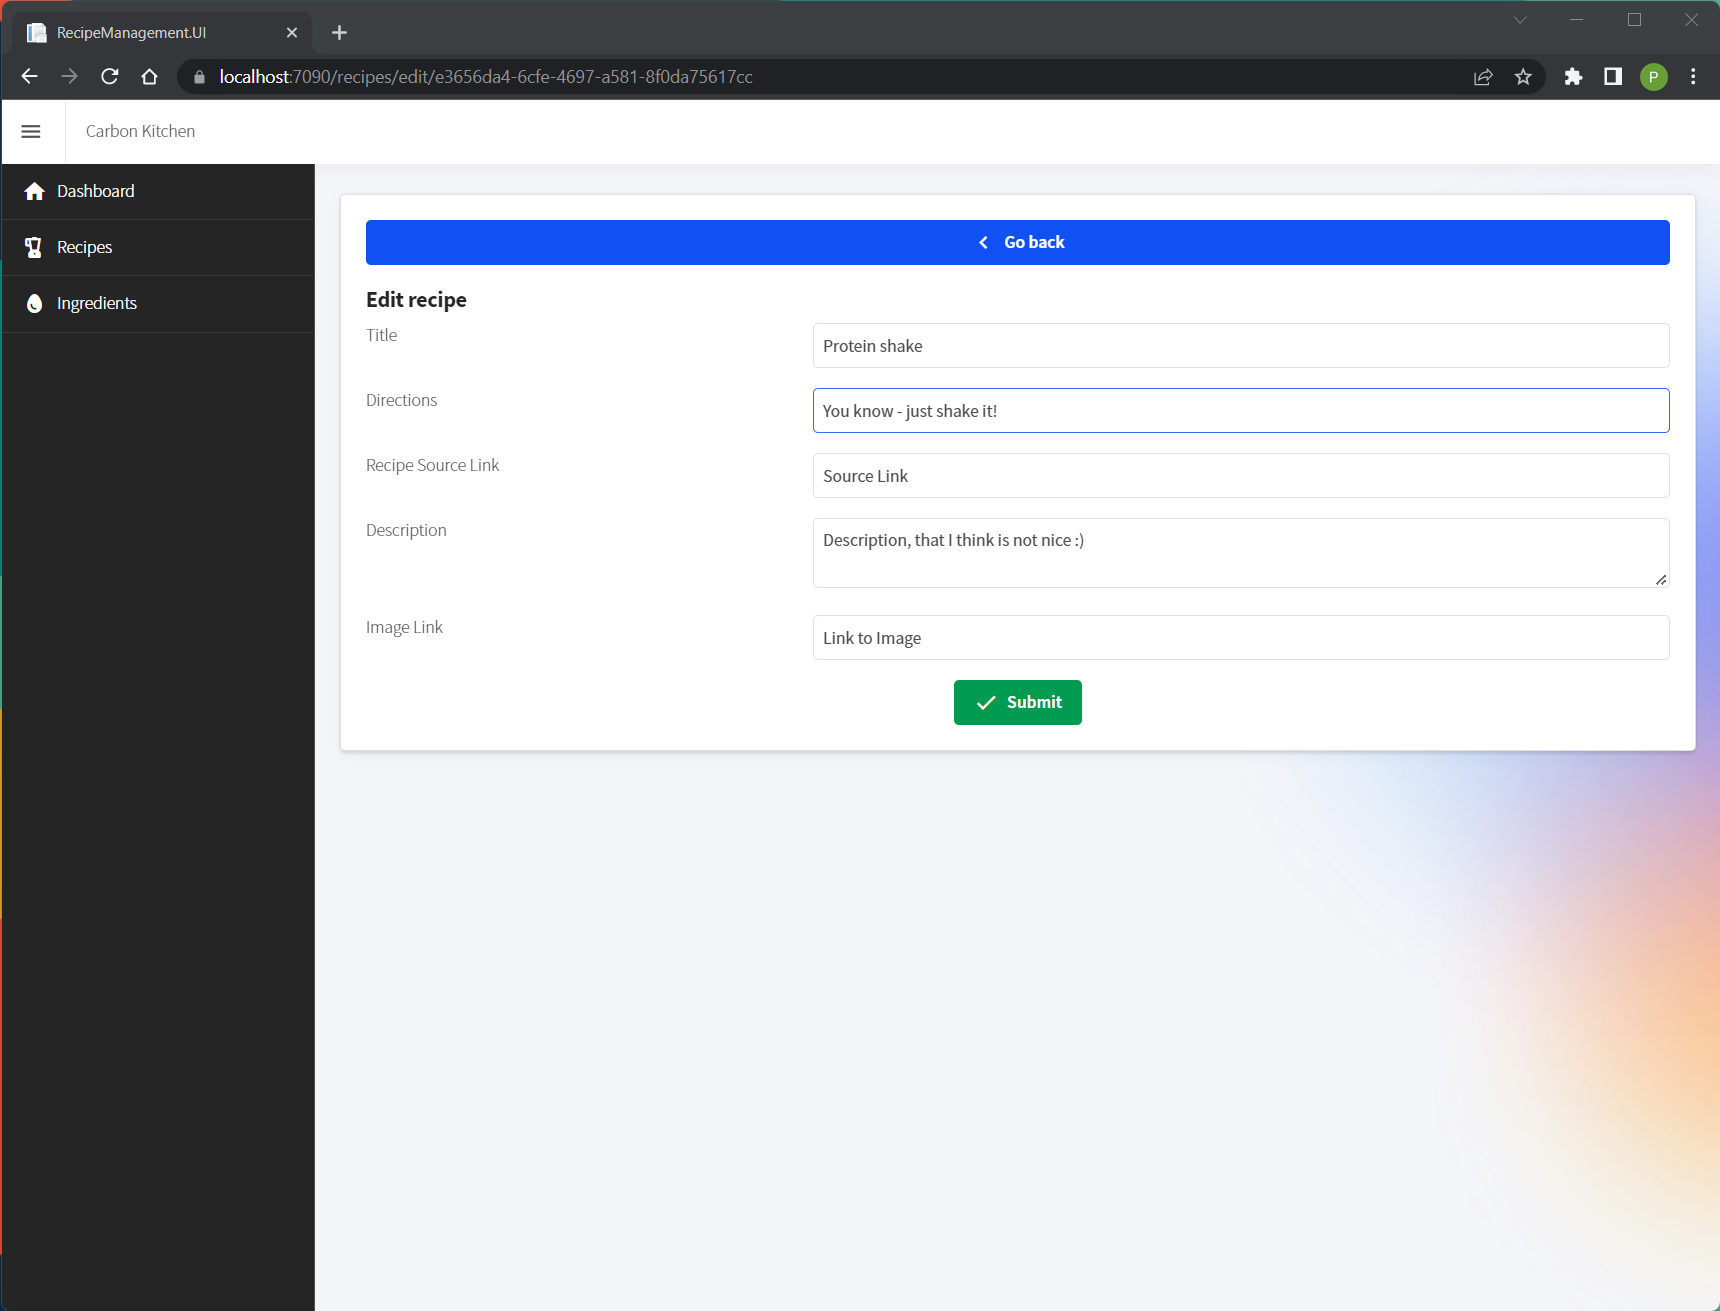 RecipeManagement.UI
localhost:7090/recipes/edit/e3656da4-6cfe-4697-a581-8f0da75617cc
P
Carbon Kitchen
Dashboard
Recipes
Ingredients
Go back
Edit recipe
Title
Protein shake
Directions
You know - just shake it!
Recipe Source Link
Source Link
Description
Description, that I think is not nice :)
Image Link
Link to Image
Submit